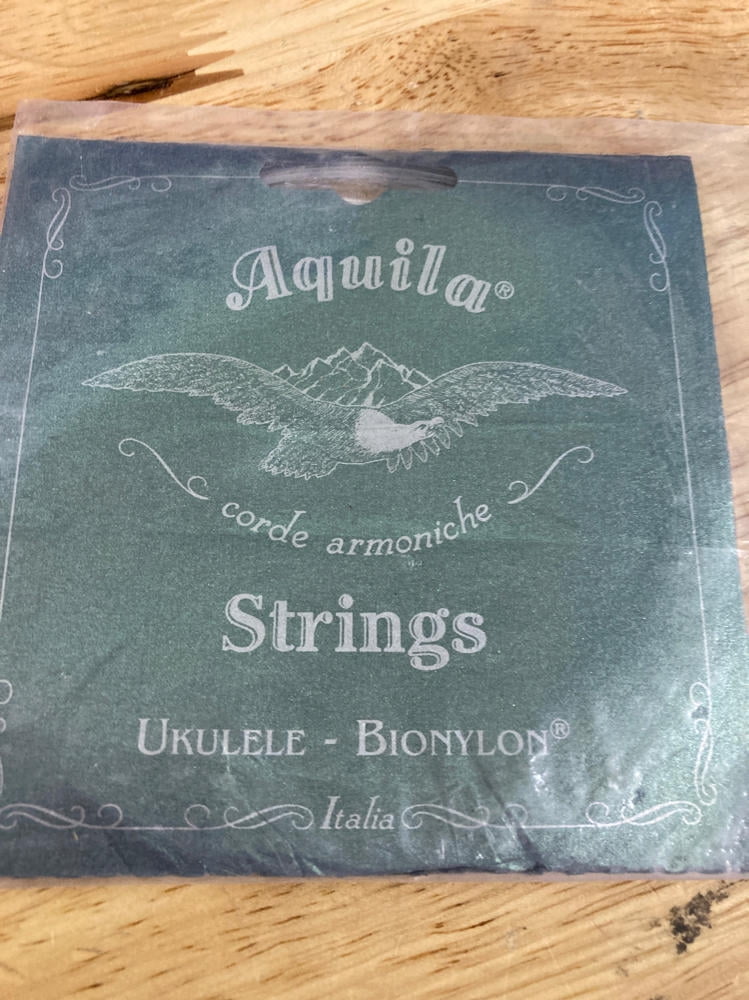 Aquila®
corde armoniche
Strings
UKULELE - BIONYLON®
Italia